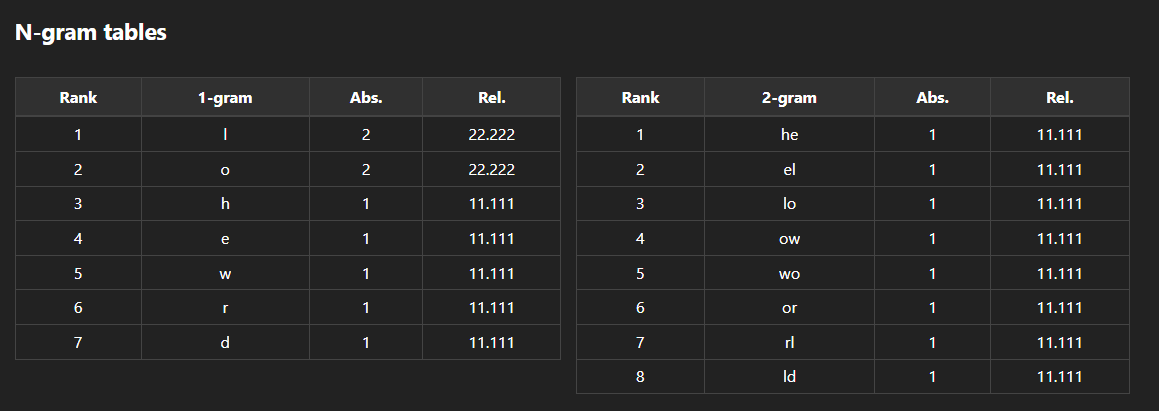 N-gram tables
Rank 1-gram Abs. Rel.
1 l 2 22.222
2 o 2 22.222
3 h 1 11.111
4 e 1 11.111
5 w 1 11.111
6 r 1 11.111
7 d 1 11.111
Rank 2-gram Abs. Rel.
1 he 1 11.111
2 el 1 11.111
3 lo 1 11.111
4 ow 1 11.111
5 wo 1 11.111
6 or 1 11.111
7 rl 1 11.111
8 ld 1 11.111